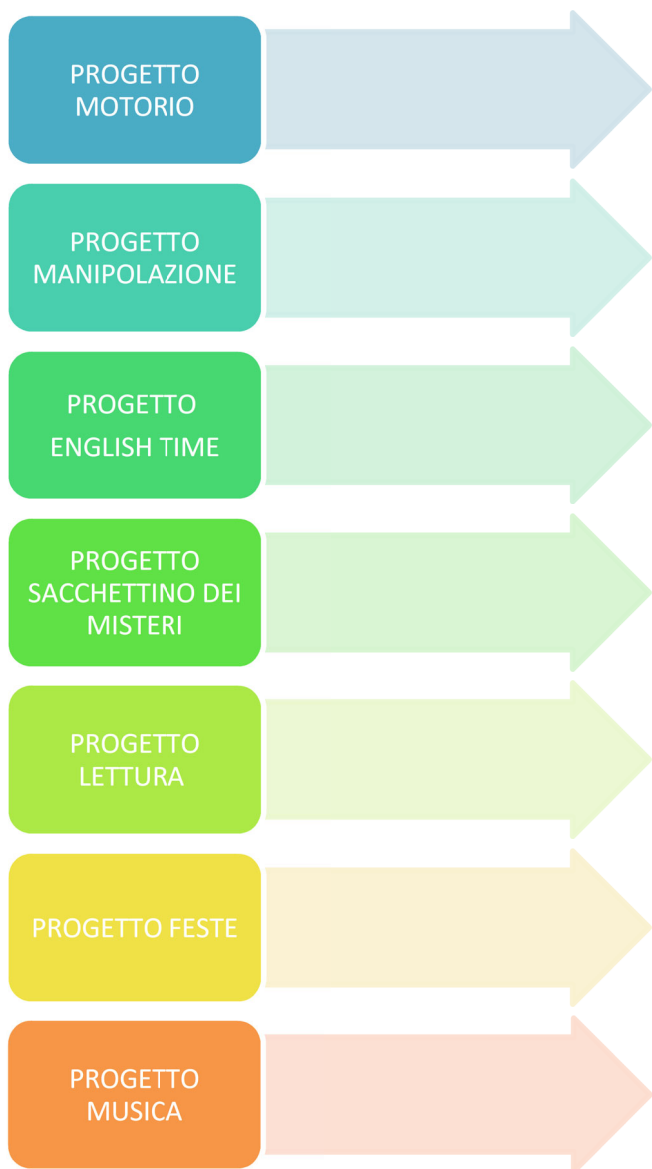 PROGETTO
MOTORIO
PROGETTO
MANIPOLAZIONE
PROGETTO
ENGLISH TIME
PROGETTO
SACCHETTINO DEI
MISTERI
PROGETTO
LETTURA
PROGETTO FESTE
PROGETTO
MUSICA